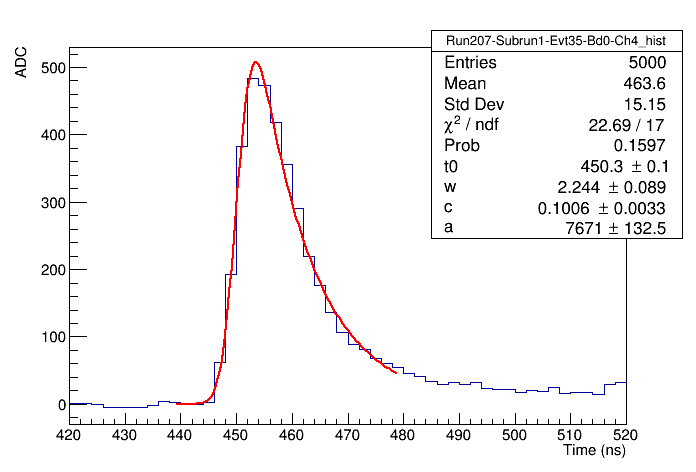 Run207-Subrun1-Evt35-Bd0-Ch4_hist
Entries 5000
Mean 463.6
Std Dev 15.15
χ² / ndf 22.69 / 17
Prob 0.1597
t0 450.3 ± 0.1
w 2.244 ± 0.089
c 0.1006 ± 0.0033
a 7671 ± 132.5
ADC
500
400
300
200
100
0
420 430 440 450 460 470 480 490 500 510 520
Time (ns)